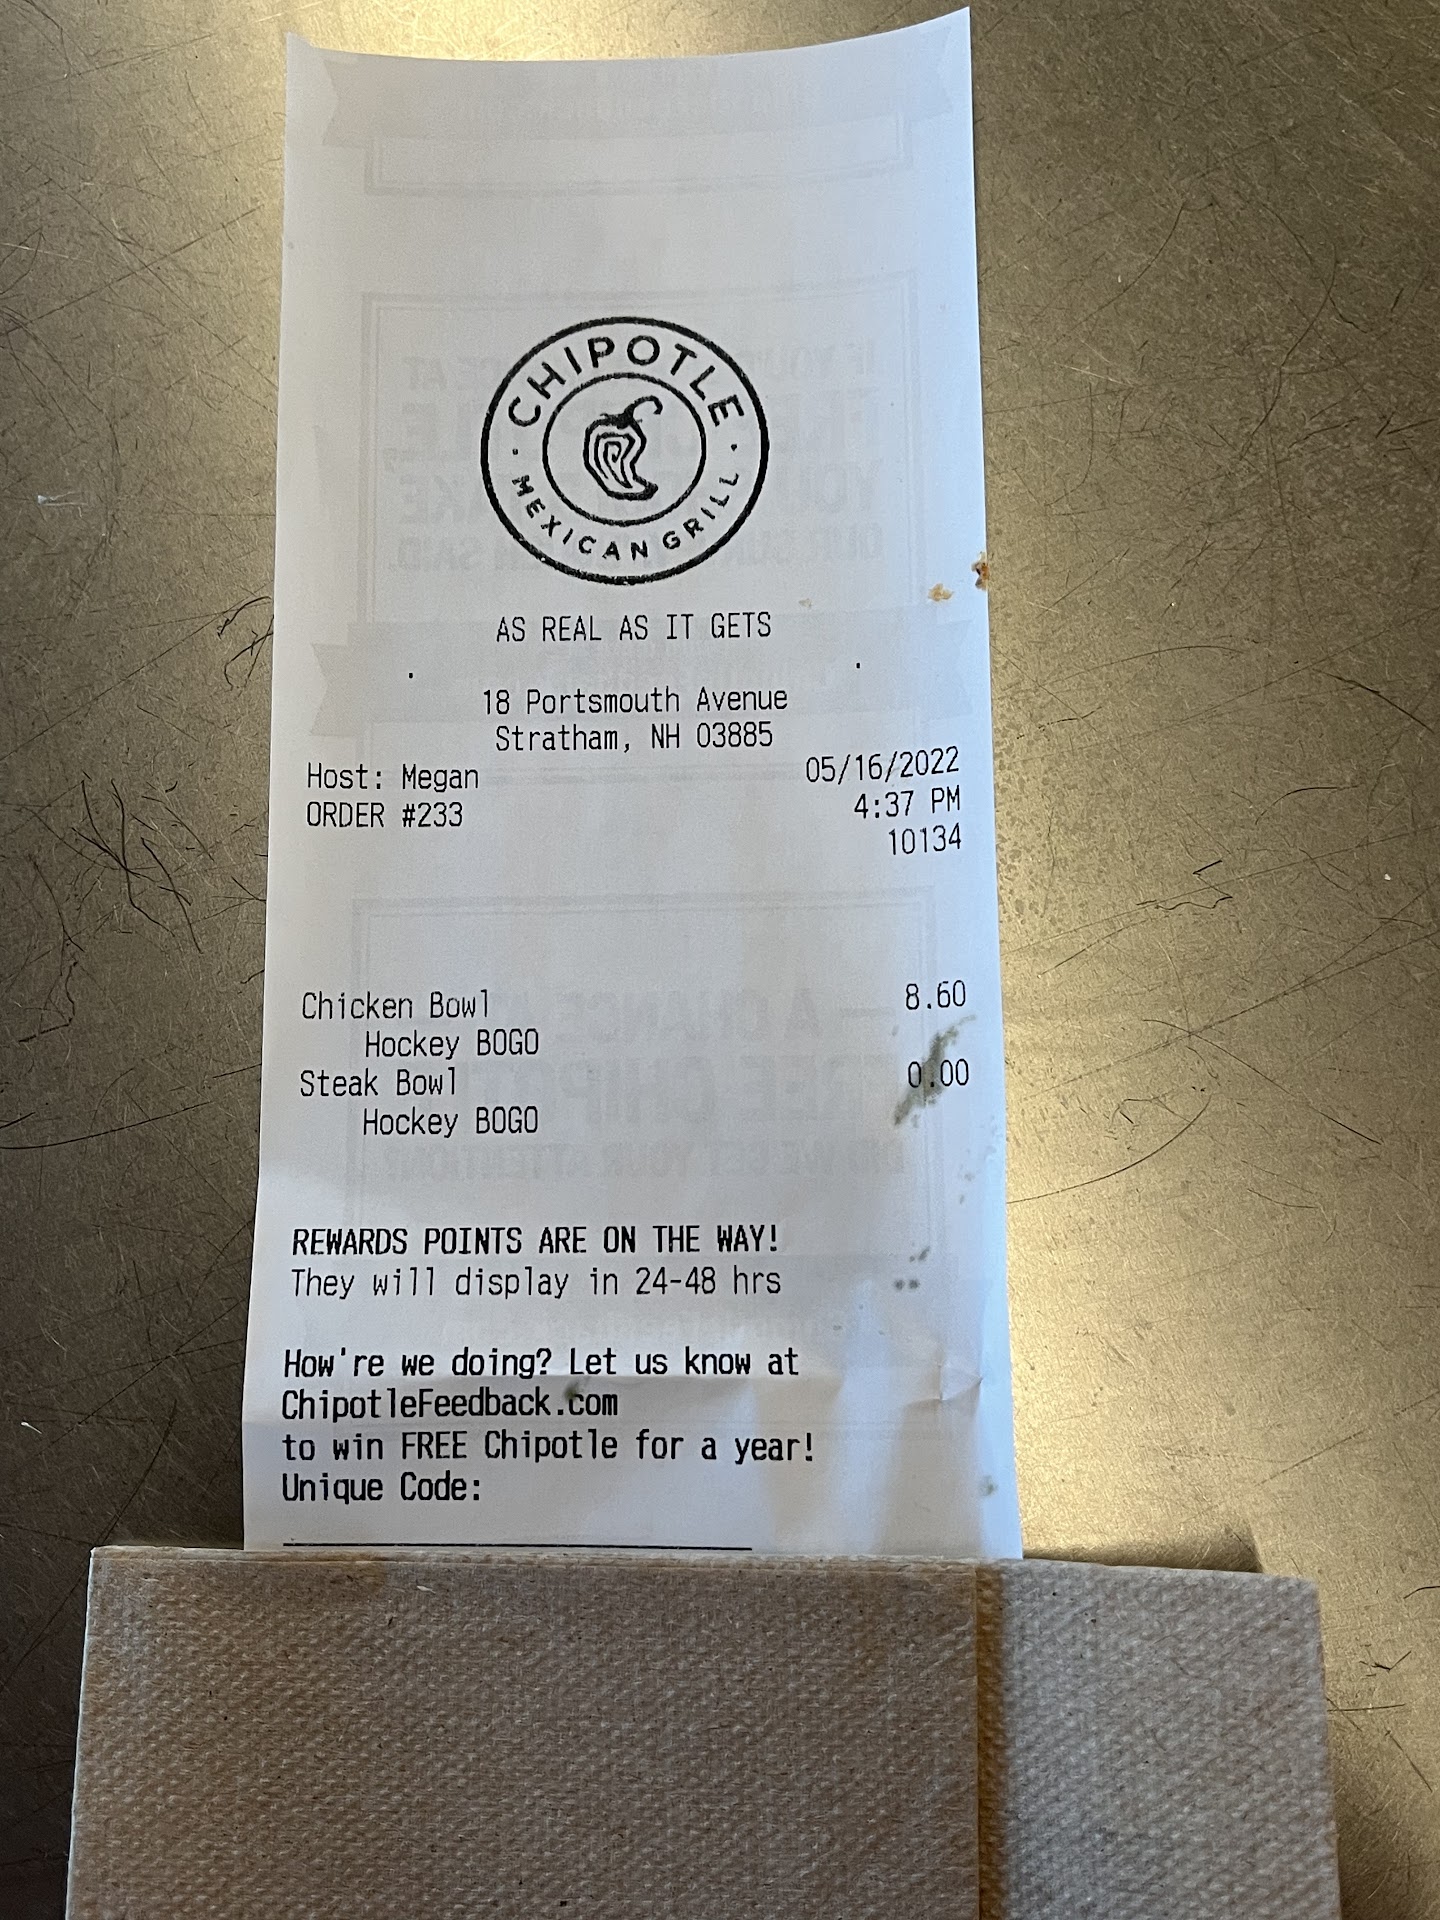 CHIPOTLE
MEXICAN GRILL
AS REAL AS IT GETS
18 Portsmouth Avenue
Stratham, NH 03885
Host: Megan 05/16/2022
ORDER #233 4:37 PM
10134
Chicken Bowl 8.60
Hockey BOGO
Steak Bowl 0.00
Hockey BOGO
REWARDS POINTS ARE ON THE WAY!
They will display in 24-48 hrs
How're we doing? Let us know at
ChipotleFeedback.com
to win FREE Chipotle for a year!
Unique Code: